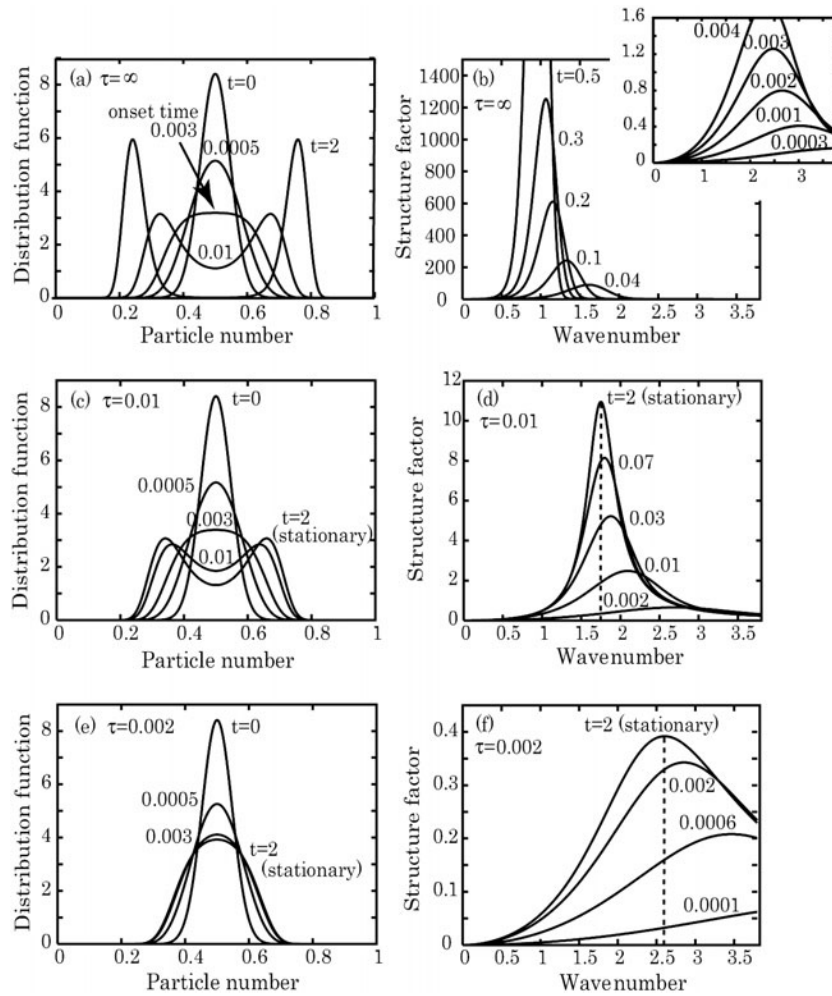 (a) τ=∞
t=0
onset time
0.003
0.0005
t=2
0.01
Distribution function
8
6
4
2
0
0 0.2 0.4 0.6 0.8 1
Particle number
(b)
τ=∞
t=0.5
0.3
0.2
0.1
0.04
Structure factor
1400
1200
1000
800
600
400
200
0
0 0.5 1 1.5 2 2.5 3 3.5
Wavenumber
1.6
1.2
0.8
0.4
0
0.004
0.003
0.002
0.001
0.0003
0 1 2 3
(c) τ=0.01
t=0
0.0005
0.003
0.01
t=2
(stationary)
Distribution function
8
6
4
2
0
0 0.2 0.4 0.6 0.8 1
Particle number
(d)
τ=0.01
t=2 (stationary)
0.07
0.03
0.01
0.002
Structure factor
12
10
8
6
4
2
0
0 0.5 1 1.5 2 2.5 3 3.5
Wavenumber
(e) τ=0.002
t=0
0.0005
0.003
t=2
(stationary)
Distribution function
8
6
4
2
0
0 0.2 0.4 0.6 0.8 1
Particle number
(f)
τ=0.002
t=2 (stationary)
0.002
0.0006
0.0001
Structure factor
0.4
0.3
0.2
0.1
0
0 0.5 1 1.5 2 2.5 3 3.5
Wavenumber